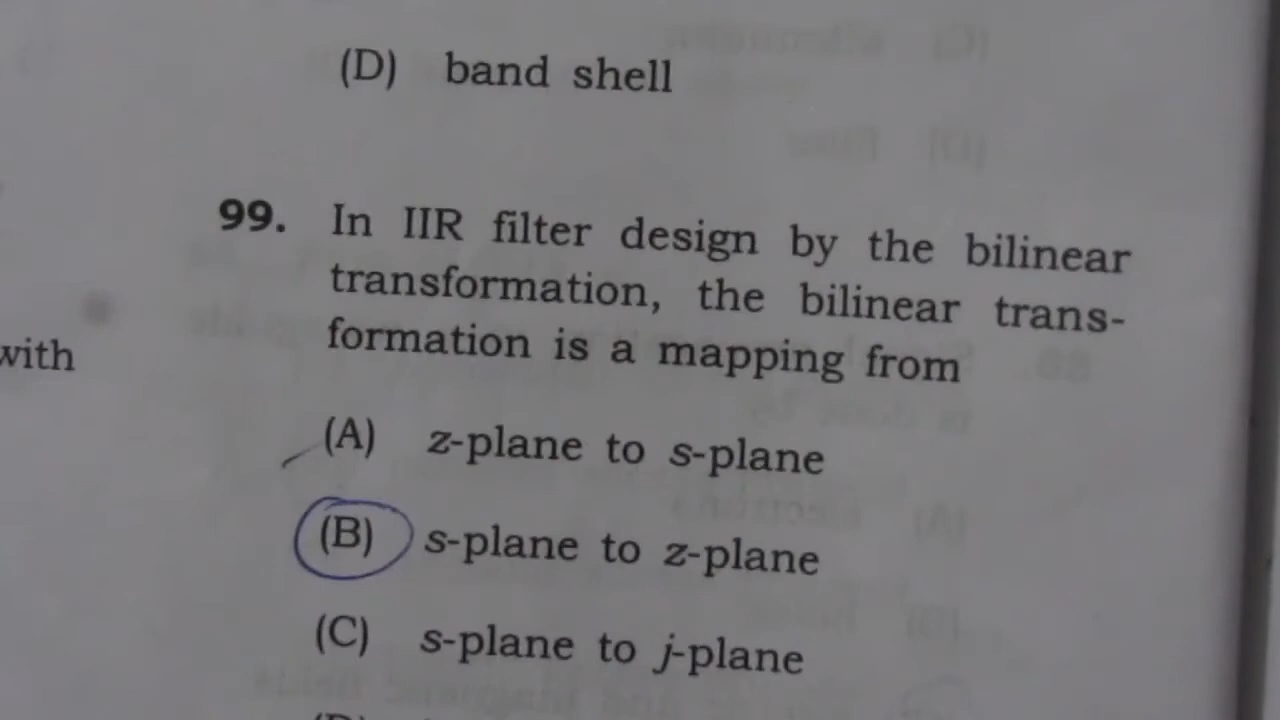 (D) band shell
99. In IIR filter design by the bilinear
transformation, the bilinear trans-
formation is a mapping from
with
(A) z-plane to s-plane
(B) s-plane to z-plane
(C) s-plane to j-plane